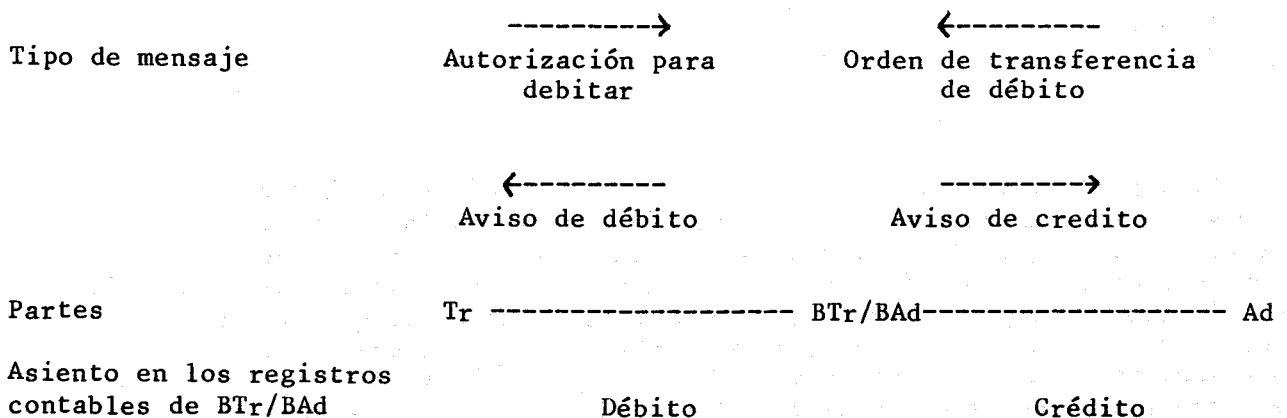 ---------->                    <----------
Tipo de mensaje    Autorización para    Orden de transferencia
debitar    de débito
<----------    ---------->
Aviso de débito    Aviso de credito
Partes    Tr ------------------- BTr/BAd------------------- Ad
Asiento en los registros
contables de BTr/BAd    Débito    Crédito